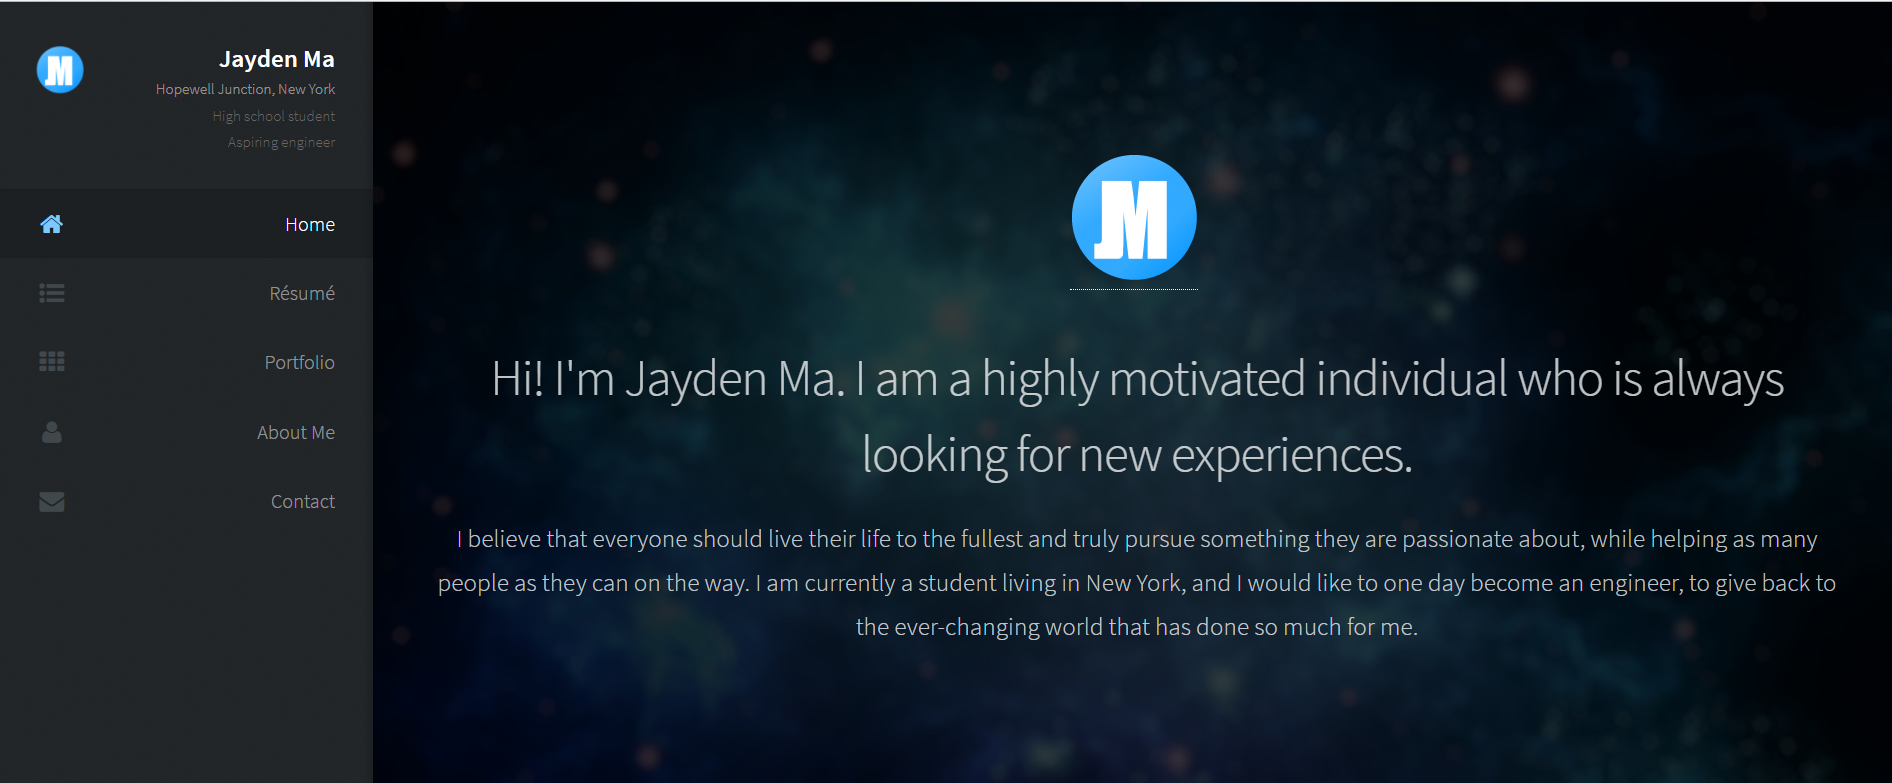 JM
Jayden Ma
Hopewell Junction, New York
High school student
Aspiring engineer
Home
Résumé
Portfolio
About Me
Contact
JM
Hi! I'm Jayden Ma. I am a highly motivated individual who is always
looking for new experiences.
I believe that everyone should live their life to the fullest and truly pursue something they are passionate about, while helping as many
people as they can on the way. I am currently a student living in New York, and I would like to one day become an engineer, to give back to
the ever-changing world that has done so much for me.